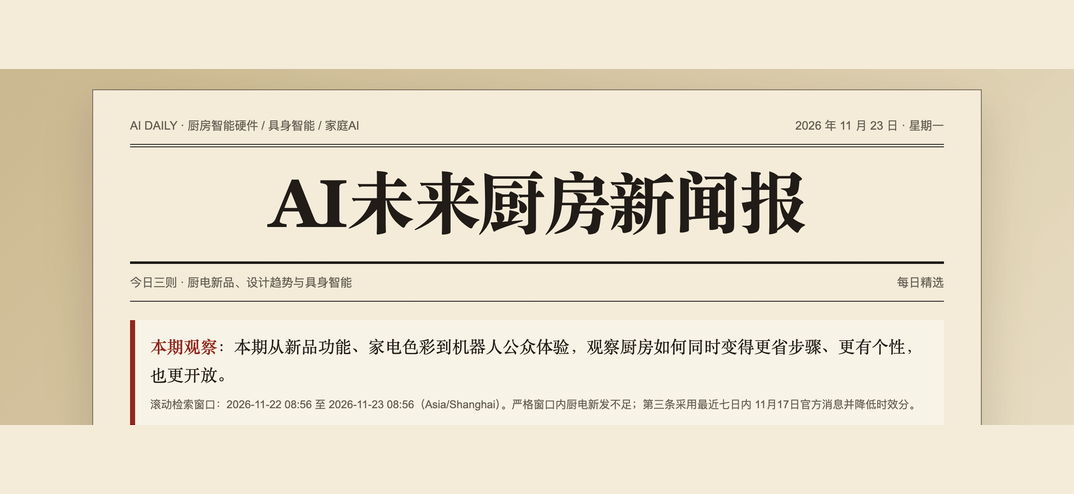 AI DAILY · 厨房智能硬件 / 具身智能 / 家庭AI
2026 年 11 月 23 日 · 星期一
AI未来厨房新闻报
今日三则 · 厨电新品、设计趋势与具身智能
每日精选
本期观察：本期从新品功能、家电色彩到机器人公众体验，观察厨房如何同时变得更省步骤、更有个性，
也更开放。
滚动检索窗口：2026-11-22 08:56 至 2026-11-23 08:56（Asia/Shanghai）。严格窗口内厨电新发不足；第三条采用最近七日内 11月17日官方消息并降低时效分。